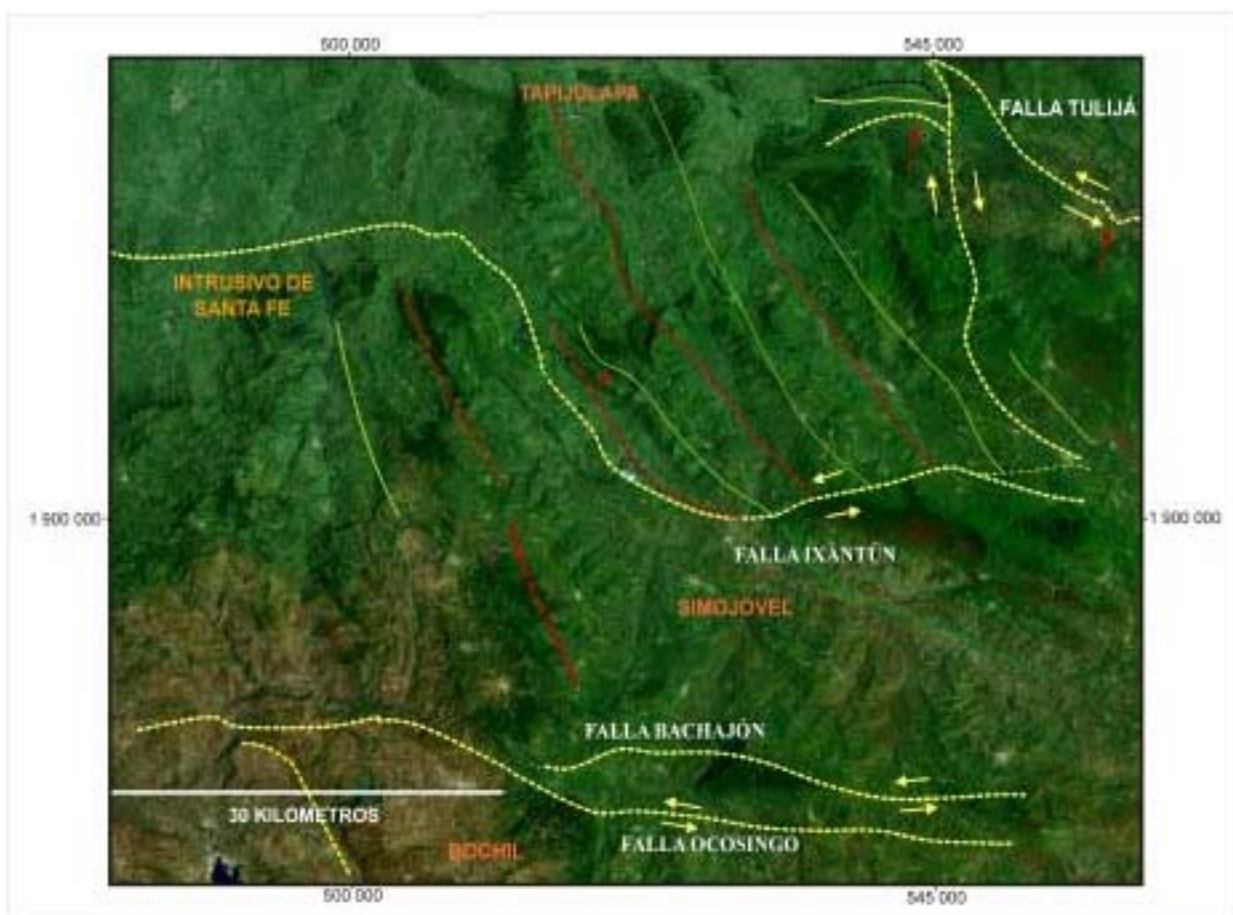 500 000
545 000
TAPIJULAPA
FALLA TULIJÁ
INTRUSIVO DE
SANTA FE
1 900 000
1 900 000
FALLA IXÀNTÚN
SIMOJOVEL
FALLA BACHAJÓN
30 KILOMETROS
BOCHIL
FALLA OCOSINGO
500 000
545 000